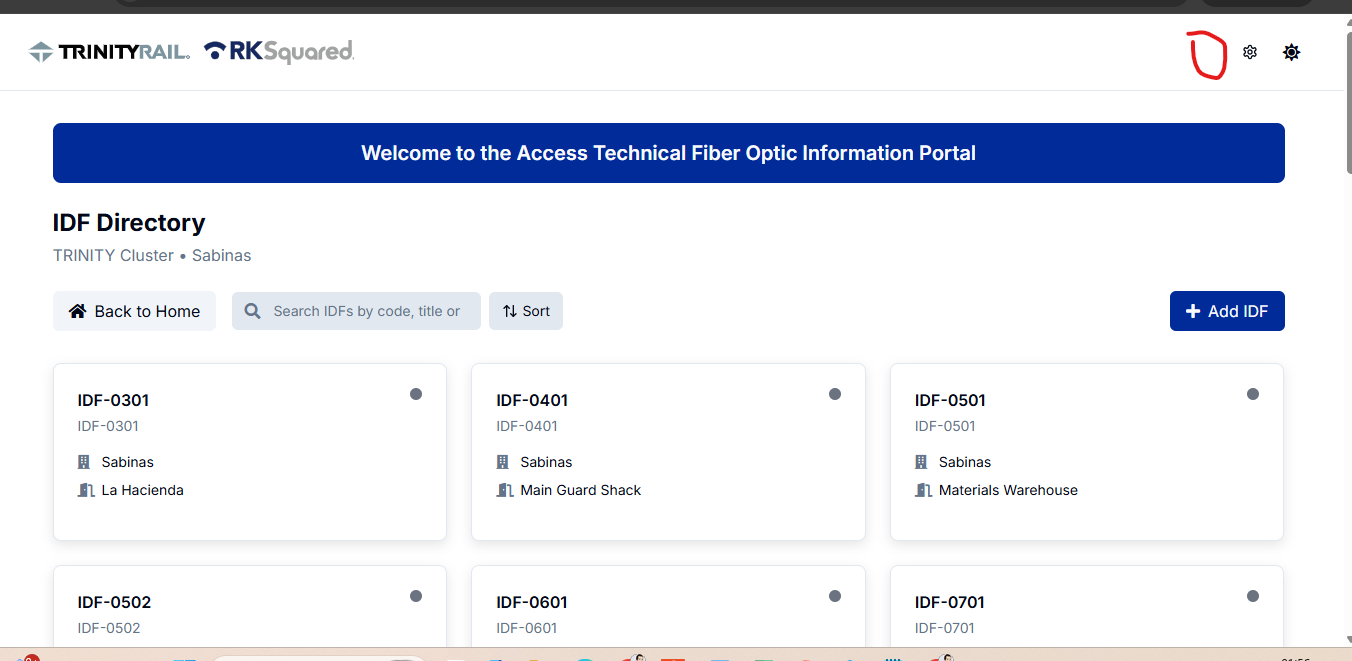 TRINITYRAIL. RKSquared.
Welcome to the Access Technical Fiber Optic Information Portal
IDF Directory
TRINITY Cluster • Sabinas
Back to Home Search IDFs by code, title or Sort Add IDF
IDF-0301 IDF-0401 IDF-0501
IDF-0301 IDF-0401 IDF-0501
Sabinas Sabinas Sabinas
La Hacienda Main Guard Shack Materials Warehouse
IDF-0502 IDF-0601 IDF-0701
IDF-0502 IDF-0601 IDF-0701